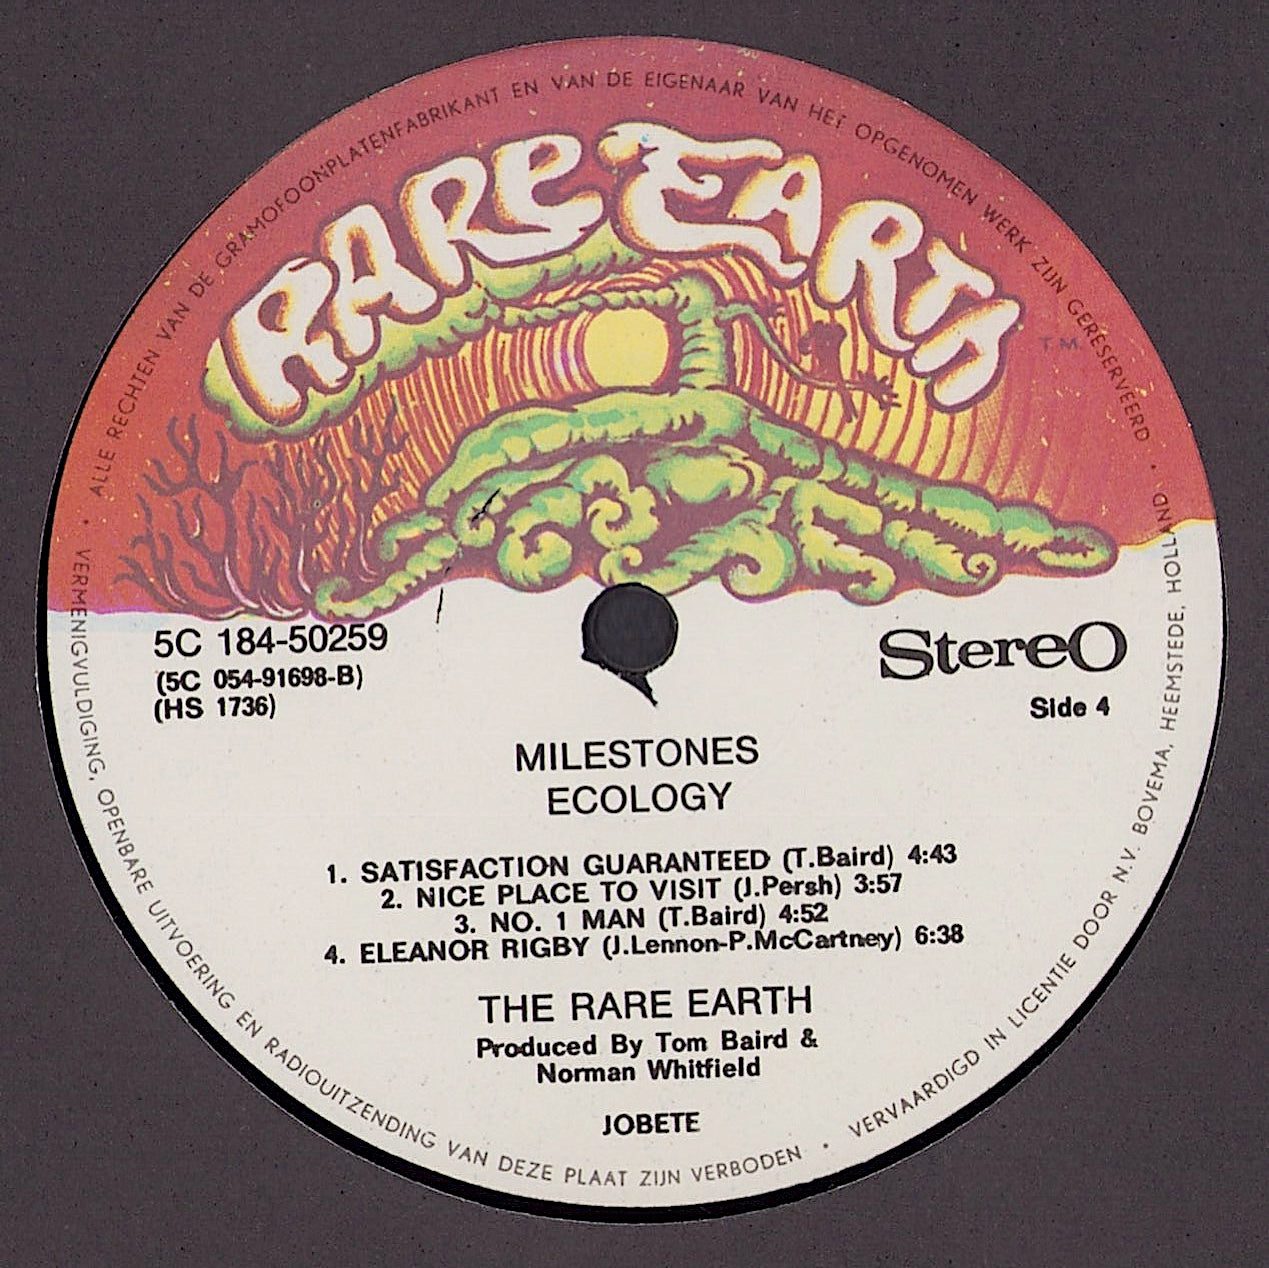 ALLE RECHTEN VAN DE GRAMOFOONPLATENFABRIKANT EN VAN DE EIGENAAR VAN HET OPGENOMEN WERK ZIJN GERESERVEERD •
RARE EARTH
T.M.
5C 184-50259
(5C 054-91698-B)
(HS 1736)
StereO
Side 4
MILESTONES
ECOLOGY
1. SATISFACTION GUARANTEED (T.Baird) 4:43
2. NICE PLACE TO VISIT (J.Persh) 3:57
3. NO. 1 MAN (T.Baird) 4:52
4. ELEANOR RIGBY (J.Lennon-P.McCartney) 6:38
THE RARE EARTH
Produced By Tom Baird &
Norman Whitfield
JOBETE
• VERMENIGVULDIGING, OPENBARE UITVOERING EN RADIOUITZENDING VAN DEZE PLAAT ZIJN VERBODEN • VERVAARDIGD IN LICENTIE DOOR N.V. BOVEMA, HEEMSTEDE, HOLLAND